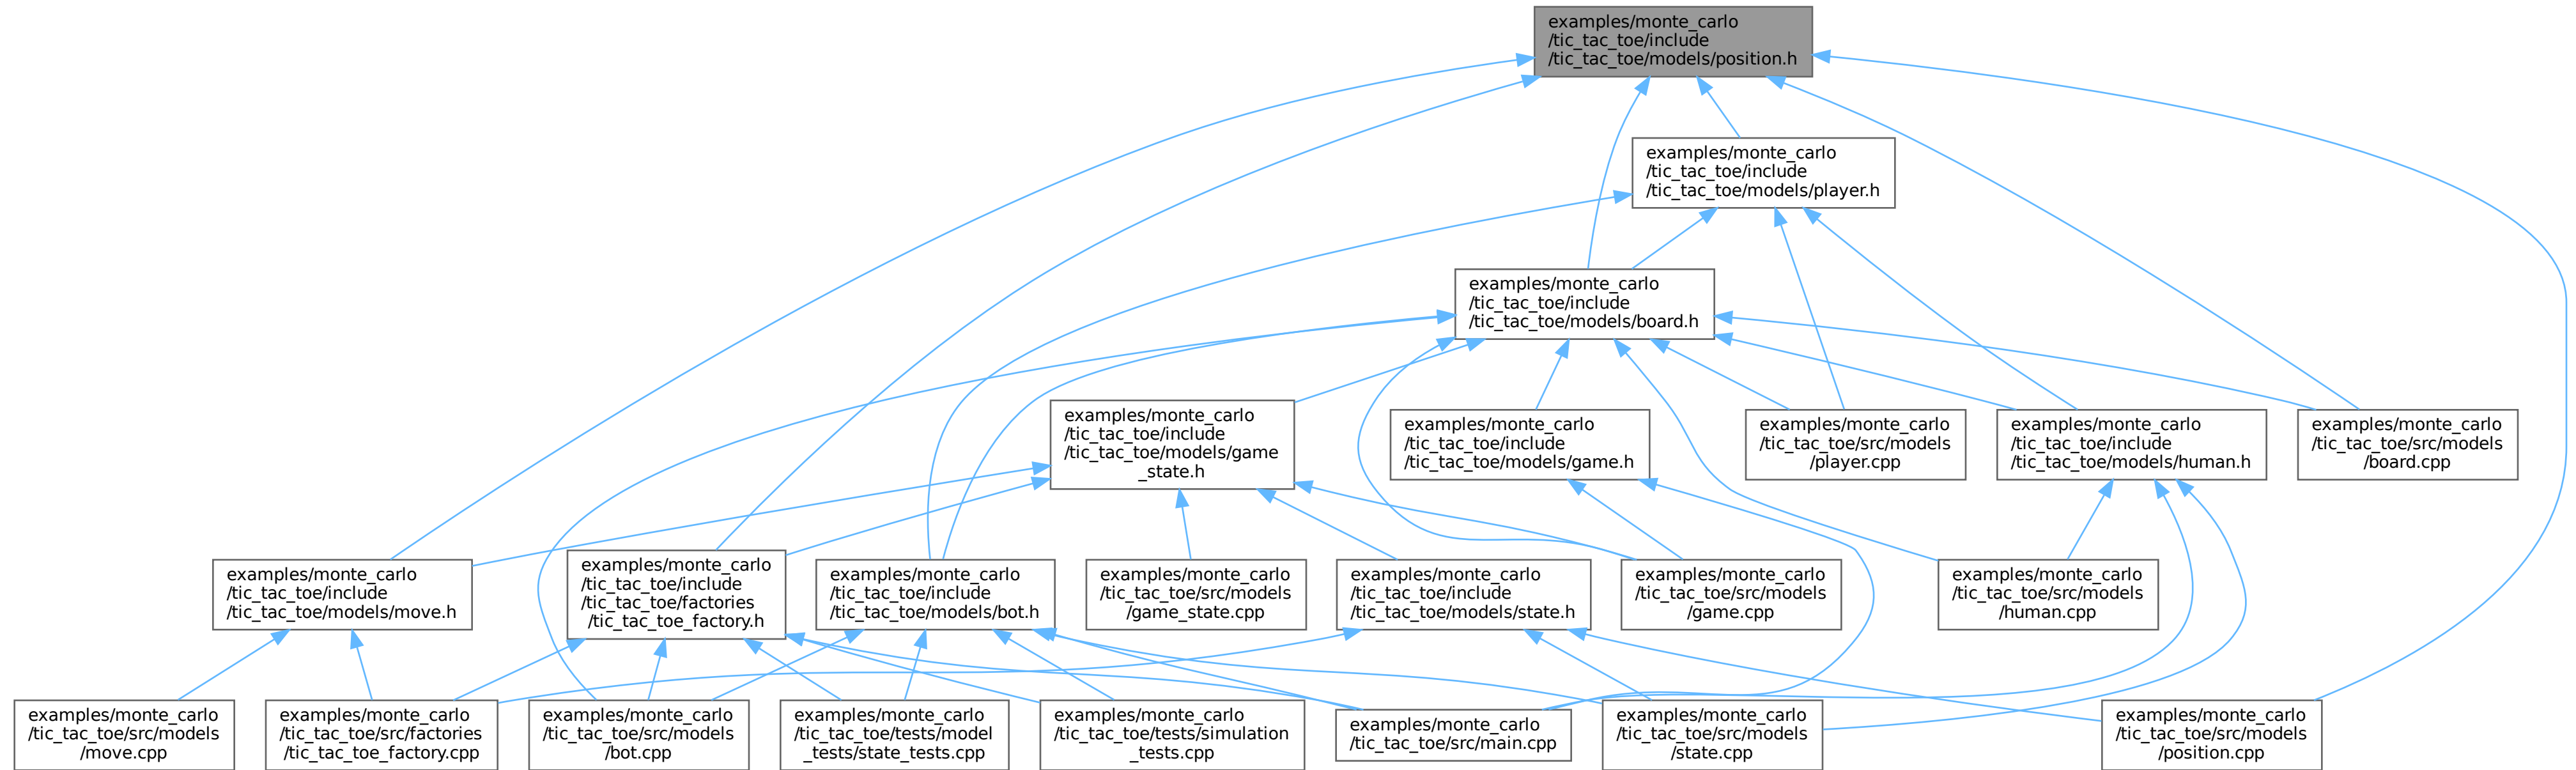 examples/monte_carlo
/tic_tac_toe/include
/tic_tac_toe/models/position.h
examples/monte_carlo
/tic_tac_toe/include
/tic_tac_toe/models/player.h
examples/monte_carlo
/tic_tac_toe/include
/tic_tac_toe/models/board.h
examples/monte_carlo
/tic_tac_toe/include
/tic_tac_toe/models/game
_state.h
examples/monte_carlo
/tic_tac_toe/include
/tic_tac_toe/models/game.h
examples/monte_carlo
/tic_tac_toe/src/models
/player.cpp
examples/monte_carlo
/tic_tac_toe/include
/tic_tac_toe/models/human.h
examples/monte_carlo
/tic_tac_toe/src/models
/board.cpp
examples/monte_carlo
/tic_tac_toe/include
/tic_tac_toe/models/move.h
examples/monte_carlo
/tic_tac_toe/include
/tic_tac_toe/factories
/tic_tac_toe_factory.h
examples/monte_carlo
/tic_tac_toe/include
/tic_tac_toe/models/bot.h
examples/monte_carlo
/tic_tac_toe/src/models
/game_state.cpp
examples/monte_carlo
/tic_tac_toe/include
/tic_tac_toe/models/state.h
examples/monte_carlo
/tic_tac_toe/src/models
/game.cpp
examples/monte_carlo
/tic_tac_toe/src/models
/human.cpp
examples/monte_carlo
/tic_tac_toe/src/models
/move.cpp
examples/monte_carlo
/tic_tac_toe/src/factories
/tic_tac_toe_factory.cpp
examples/monte_carlo
/tic_tac_toe/src/models
/bot.cpp
examples/monte_carlo
/tic_tac_toe/tests/model
_tests/state_tests.cpp
examples/monte_carlo
/tic_tac_toe/tests/simulation
_tests.cpp
examples/monte_carlo
/tic_tac_toe/src/main.cpp
examples/monte_carlo
/tic_tac_toe/src/models
/state.cpp
examples/monte_carlo
/tic_tac_toe/src/models
/position.cpp